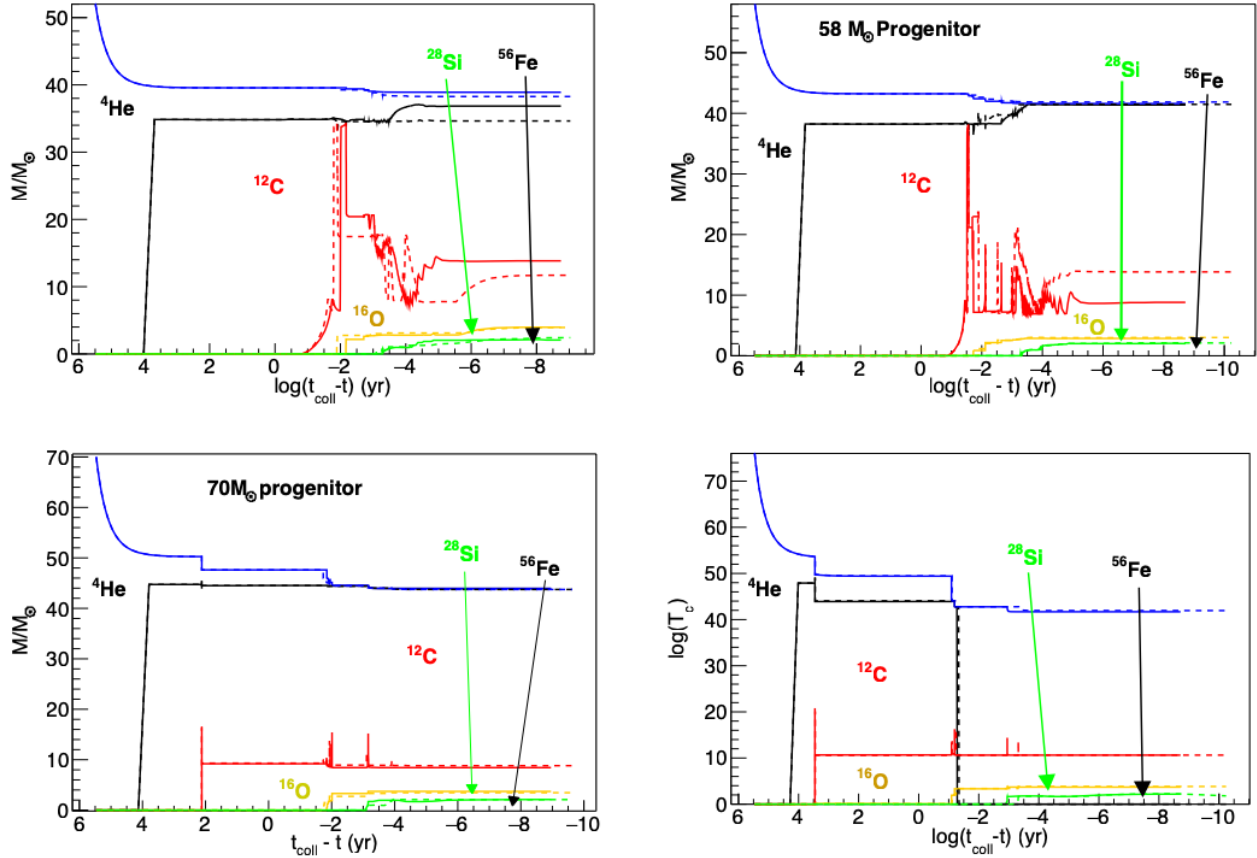 50
40
30
20
10
0
M/M⊙
⁴He
¹²C
¹⁶O
²⁸Si
⁵⁶Fe
6 4 2 0 −2 −4 −6 −8
log(t_coll-t) (yr)
58 M⊙ Progenitor
50
40
30
20
10
0
M/M⊙
⁴He
¹²C
¹⁶O
²⁸Si
⁵⁶Fe
6 4 2 0 −2 −4 −6 −8 −10
log(t_coll - t) (yr)
70M⊙ progenitor
70
60
50
40
30
20
10
0
M/M⊙
⁴He
¹²C
¹⁶O
²⁸Si
⁵⁶Fe
6 4 2 0 −2 −4 −6 −8 −10
t_coll - t (yr)
70
60
50
40
30
20
10
0
log(T_c)
⁴He
¹²C
¹⁶O
²⁸Si
⁵⁶Fe
6 4 2 0 −2 −4 −6 −8 −10
log(t_coll - t) (yr)